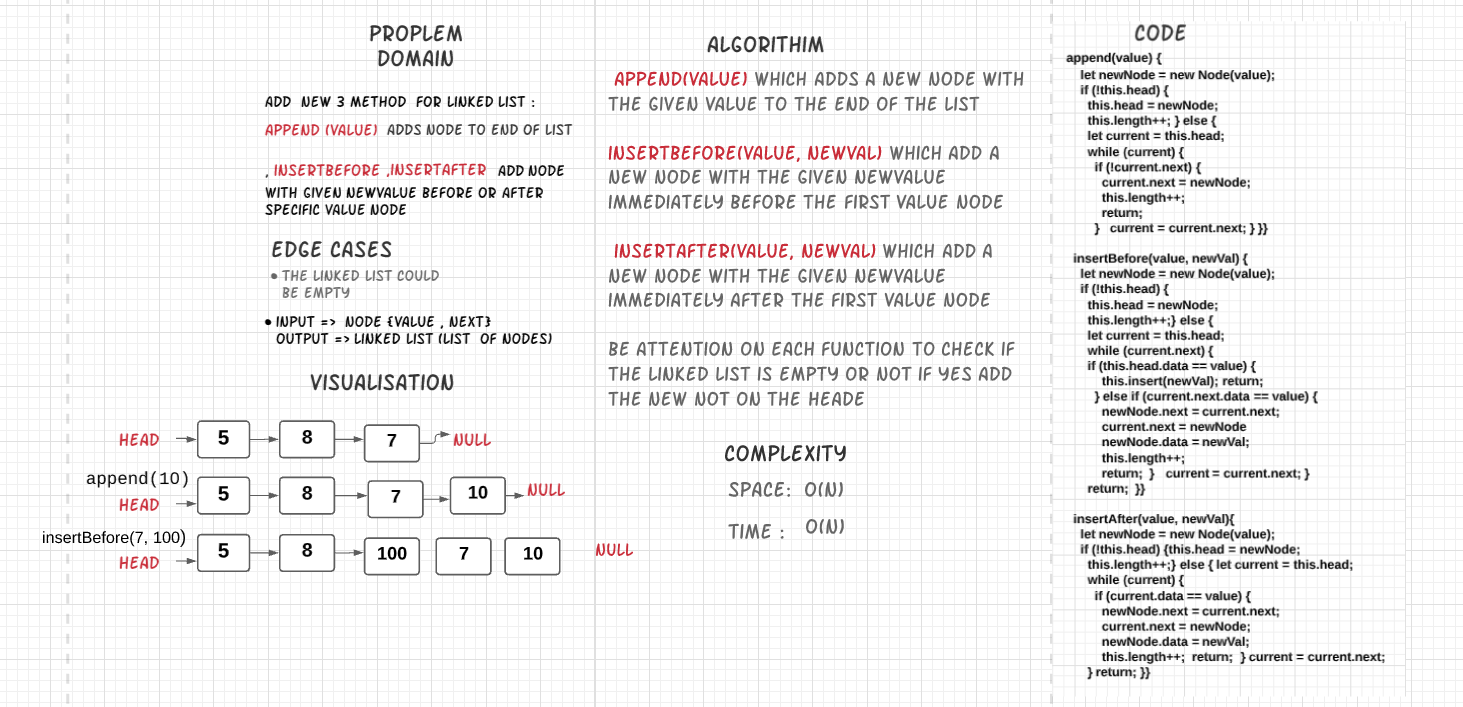 PROPLEM
DOMAIN
ADD NEW 3 METHOD FOR LINKED LIST :
APPEND (VALUE) ADDS NODE TO END OF LIST
, INSERTBEFORE ,INSERTAFTER ADD NODE
WITH GIVEN NEWVALUE BEFORE OR AFTER
SPECIFIC VALUE NODE
EDGE CASES
• THE LINKED LIST COULD
BE EMPTY
• INPUT => NODE {VALUE , NEXT}
OUTPUT => LINKED LIST (LIST OF NODES)
VISUALISATION
HEAD 5 8 7 NULL
append(10)
HEAD 5 8 7 10 NULL
insertBefore(7, 100)
HEAD 5 8 100 7 10 NULL
ALGORITHIM
APPEND(VALUE) WHICH ADDS A NEW NODE WITH
THE GIVEN VALUE TO THE END OF THE LIST
INSERTBEFORE(VALUE, NEWVAL) WHICH ADD A
NEW NODE WITH THE GIVEN NEWVALUE
IMMEDIATELY BEFORE THE FIRST VALUE NODE
INSERTAFTER(VALUE, NEWVAL) WHICH ADD A
NEW NODE WITH THE GIVEN NEWVALUE
IMMEDIATELY AFTER THE FIRST VALUE NODE
BE ATTENTION ON EACH FUNCTION TO CHECK IF
THE LINKED LIST IS EMPTY OR NOT IF YES ADD
THE NEW NOT ON THE HEADE
COMPLEXITY
SPACE: O(N)
TIME : O(N)
CODE
append(value) {
let newNode = new Node(value);
if (!this.head) {
this.head = newNode;
this.length++; } else {
let current = this.head;
while (current) {
if (!current.next) {
current.next = newNode;
this.length++;
return;
} current = current.next; } }}
insertBefore(value, newVal) {
let newNode = new Node(value);
if (!this.head) {
this.head = newNode;
this.length++;} else {
let current = this.head;
while (current.next) {
if (this.head.data == value) {
this.insert(newVal); return;
} else if (current.next.data == value) {
newNode.next = current.next;
current.next = newNode
newNode.data = newVal;
this.length++;
return; } current = current.next; }
return; }}
insertAfter(value, newVal){
let newNode = new Node(value);
if (!this.head) {this.head = newNode;
this.length++;} else { let current = this.head;
while (current) {
if (current.data == value) {
newNode.next = current.next;
current.next = newNode;
newNode.data = newVal;
this.length++; return; } current = current.next;
} return; }}